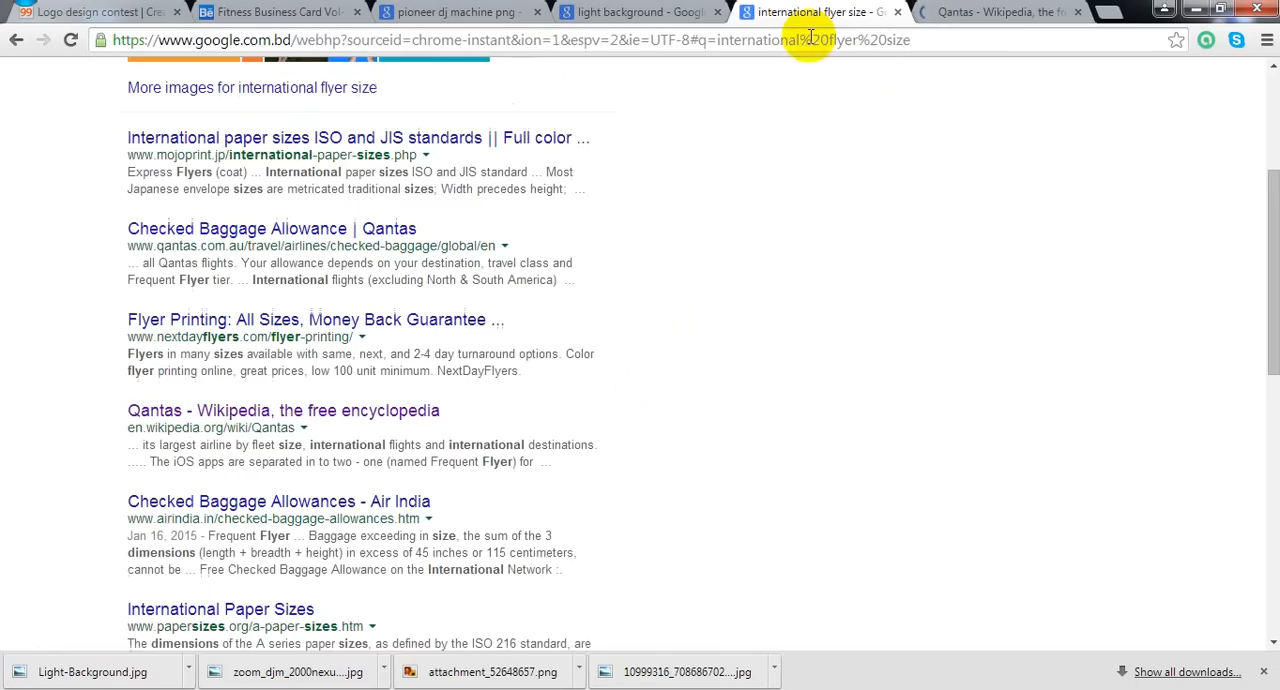 Logo design contest | Crea
Fitness Business Card Vol-
pioneer dj machine png -
light background - Google
international flyer size - G
Qantas - Wikipedia, the fre
https://www.google.com.bd/webhp?sourceid=chrome-instant&ion=1&espv=2&ie=UTF-8#q=international%20flyer%20size
More images for international flyer size
International paper sizes ISO and JIS standards || Full color ...
www.mojoprint.jp/international-paper-sizes.php
Express Flyers (coat) ... International paper sizes ISO and JIS standard ... Most
Japanese envelope sizes are metricated traditional sizes; Width precedes height; ...
Checked Baggage Allowance | Qantas
www.qantas.com.au/travel/airlines/checked-baggage/global/en
... all Qantas flights. Your allowance depends on your destination, travel class and
Frequent Flyer tier. ... International flights (excluding North & South America) ...
Flyer Printing: All Sizes, Money Back Guarantee ...
www.nextdayflyers.com/flyer-printing/
Flyers in many sizes available with same, next, and 2-4 day turnaround options. Color
flyer printing online, great prices, low 100 unit minimum. NextDayFlyers.
Qantas - Wikipedia, the free encyclopedia
en.wikipedia.org/wiki/Qantas
... its largest airline by fleet size, international flights and international destinations.
..... The iOS apps are separated in to two - one (named Frequent Flyer) for ...
Checked Baggage Allowances - Air India
www.airindia.in/checked-baggage-allowances.htm
Jan 16, 2015 - Frequent Flyer ... Baggage exceeding in size, the sum of the 3
dimensions (length + breadth + height) in excess of 45 inches or 115 centimeters,
cannot be ... Free Checked Baggage Allowance on the International Network :.
International Paper Sizes
www.papersizes.org/a-paper-sizes.htm
The dimensions of the A series paper sizes, as defined by the ISO 216 standard, are
Light-Background.jpg
zoom_djm_2000nexu....jpg
attachment_52648657.png
10999316_708686702....jpg
Show all downloads...